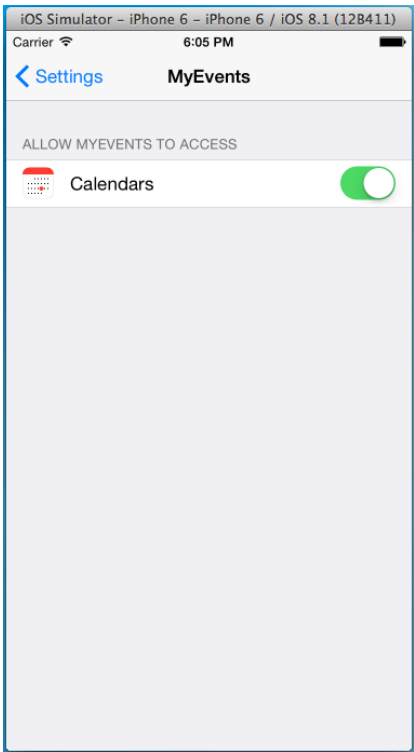 iOS Simulator – iPhone 6 – iPhone 6 / iOS 8.1 (12B411)
Carrier 6:05 PM
Settings MyEvents
ALLOW MYEVENTS TO ACCESS
Calendars